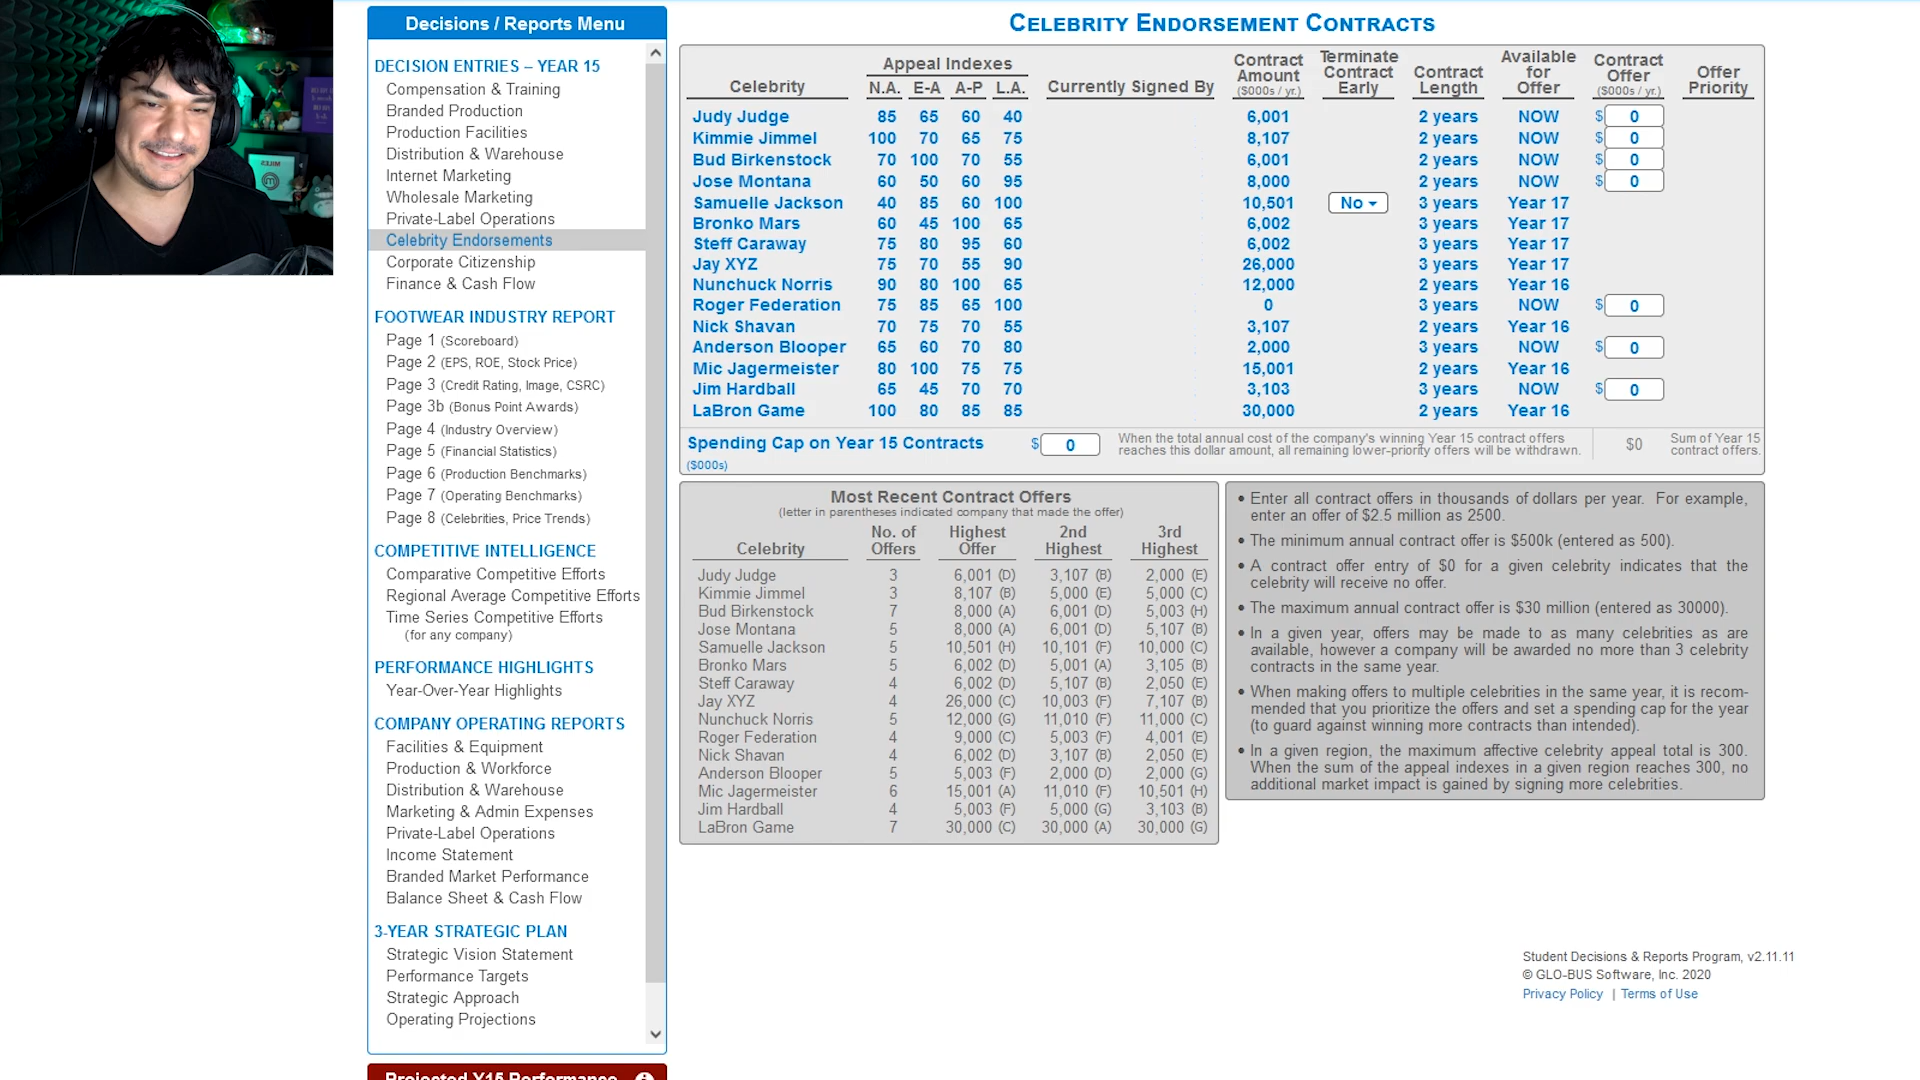 Decisions / Reports Menu
DECISION ENTRIES – YEAR 15
Compensation & Training
Branded Production
Production Facilities
Distribution & Warehouse
Internet Marketing
Wholesale Marketing
Private-Label Operations
Celebrity Endorsements
Corporate Citizenship
Finance & Cash Flow
FOOTWEAR INDUSTRY REPORT
Page 1 (Scoreboard)
Page 2 (EPS, ROE, Stock Price)
Page 3 (Credit Rating, Image, CSRC)
Page 3b (Bonus Point Awards)
Page 4 (Industry Overview)
Page 5 (Financial Statistics)
Page 6 (Production Benchmarks)
Page 7 (Operating Benchmarks)
Page 8 (Celebrities, Price Trends)
COMPETITIVE INTELLIGENCE
Comparative Competitive Efforts
Regional Average Competitive Efforts
Time Series Competitive Efforts
(for any company)
PERFORMANCE HIGHLIGHTS
Year-Over-Year Highlights
COMPANY OPERATING REPORTS
Facilities & Equipment
Production & Workforce
Distribution & Warehouse
Marketing & Admin Expenses
Private-Label Operations
Income Statement
Branded Market Performance
Balance Sheet & Cash Flow
3-YEAR STRATEGIC PLAN
Strategic Vision Statement
Performance Targets
Strategic Approach
Operating Projections
Projected Y15 Performance
CELEBRITY ENDORSEMENT CONTRACTS
Celebrity Appeal Indexes N.A. E-A A-P L.A. Currently Signed By Contract Amount ($000s / yr.) Terminate Contract Early Contract Length Available for Offer Contract Offer ($000s / yr.) Offer Priority
Judy Judge 85 65 60 40 6,001 2 years NOW $ 0
Kimmie Jimmel 100 70 65 75 8,107 2 years NOW $ 0
Bud Birkenstock 70 100 70 55 6,001 2 years NOW $ 0
Jose Montana 60 50 60 95 8,000 2 years NOW $ 0
Samuelle Jackson 40 85 60 100 10,501 No 3 years Year 17
Bronko Mars 60 45 100 65 6,002 3 years Year 17
Steff Caraway 75 80 95 60 6,002 3 years Year 17
Jay XYZ 75 70 55 90 26,000 3 years Year 17
Nunchuck Norris 90 80 100 65 12,000 2 years Year 16
Roger Federation 75 85 65 100 0 3 years NOW $ 0
Nick Shavan 70 75 70 55 3,107 2 years Year 16
Anderson Blooper 65 60 70 80 2,000 3 years NOW $ 0
Mic Jagermeister 80 100 75 75 15,001 2 years Year 16
Jim Hardball 65 45 70 70 3,103 3 years NOW $ 0
LaBron Game 100 80 85 85 30,000 2 years Year 16
Spending Cap on Year 15 Contracts $ 0
($000s)
When the total annual cost of the company's winning Year 15 contract offers
reaches this dollar amount, all remaining lower-priority offers will be withdrawn.
$0
Sum of Year 15
contract offers.
Most Recent Contract Offers
(letter in parentheses indicated company that made the offer)
Celebrity No. of Offers Highest Offer 2nd Highest 3rd Highest
Judy Judge 3 6,001 (D) 3,107 (B) 2,000 (E)
Kimmie Jimmel 3 8,107 (B) 5,000 (E) 5,000 (C)
Bud Birkenstock 7 8,000 (A) 6,001 (D) 5,003 (H)
Jose Montana 5 8,000 (A) 6,001 (D) 5,107 (B)
Samuelle Jackson 5 10,501 (H) 10,101 (F) 10,000 (C)
Bronko Mars 5 6,002 (D) 5,001 (A) 3,105 (B)
Steff Caraway 4 6,002 (D) 5,107 (B) 2,050 (E)
Jay XYZ 4 26,000 (C) 10,003 (F) 7,107 (B)
Nunchuck Norris 5 12,000 (G) 11,010 (F) 11,000 (C)
Roger Federation 4 9,000 (C) 5,003 (F) 4,001 (E)
Nick Shavan 4 6,002 (D) 3,107 (B) 2,050 (E)
Anderson Blooper 5 5,003 (F) 2,000 (D) 2,000 (G)
Mic Jagermeister 6 15,001 (A) 11,010 (F) 10,501 (H)
Jim Hardball 4 5,003 (F) 5,000 (G) 3,103 (B)
LaBron Game 7 30,000 (C) 30,000 (A) 30,000 (G)
• Enter all contract offers in thousands of dollars per year. For example,
enter an offer of $2.5 million as 2500.
• The minimum annual contract offer is $500k (entered as 500).
• A contract offer entry of $0 for a given celebrity indicates that the
celebrity will receive no offer.
• The maximum annual contract offer is $30 million (entered as 30000).
• In a given year, offers may be made to as many celebrities as are
available, however a company will be awarded no more than 3 celebrity
contracts in the same year.
• When making offers to multiple celebrities in the same year, it is recom-
mended that you prioritize the offers and set a spending cap for the year
(to guard against winning more contracts than intended).
• In a given region, the maximum affective celebrity appeal total is 300.
When the sum of the appeal indexes in a given region reaches 300, no
additional market impact is gained by signing more celebrities.
Student Decisions & Reports Program, v2.11.11
© GLO-BUS Software, Inc. 2020
Privacy Policy | Terms of Use